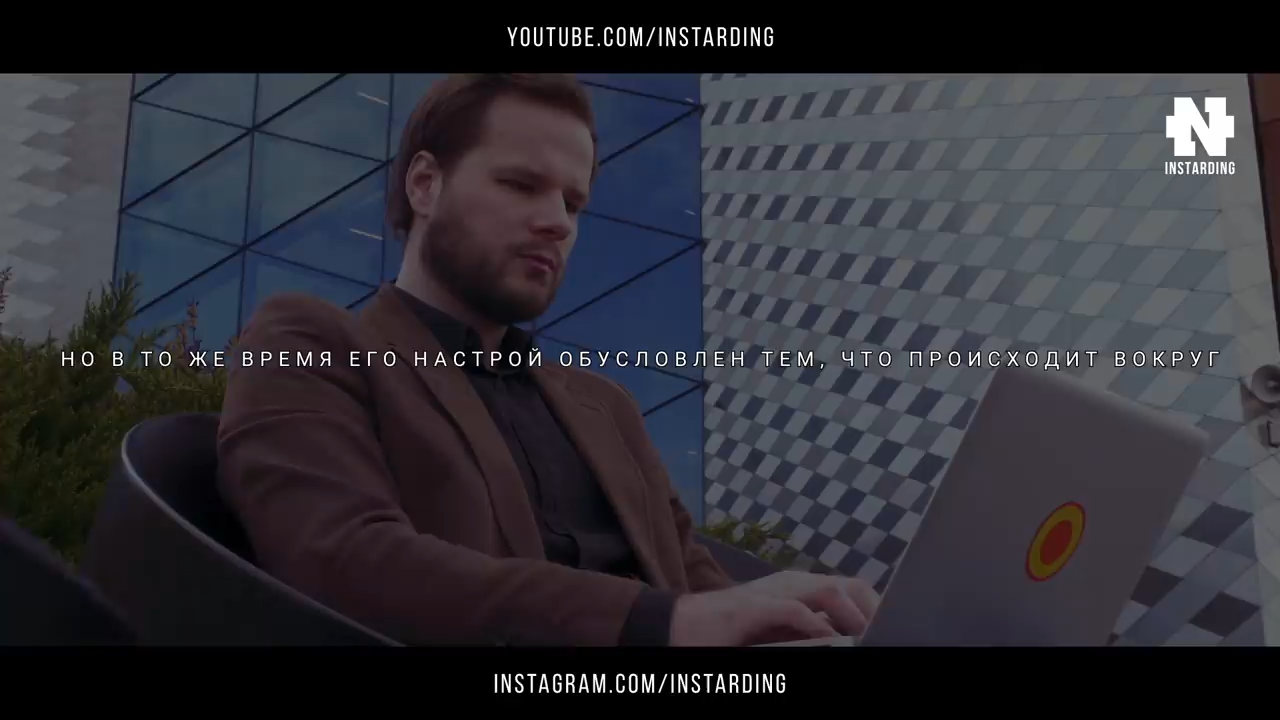 YOUTUBE.COM/INSTARDING
N
INSTARDING
НО В ТО ЖЕ ВРЕМЯ ЕГО НАСТРОЙ ОБУСЛОВЛЕН ТЕМ, ЧТО ПРОИСХОДИТ ВОКРУГ
INSTAGRAM.COM/INSTARDING